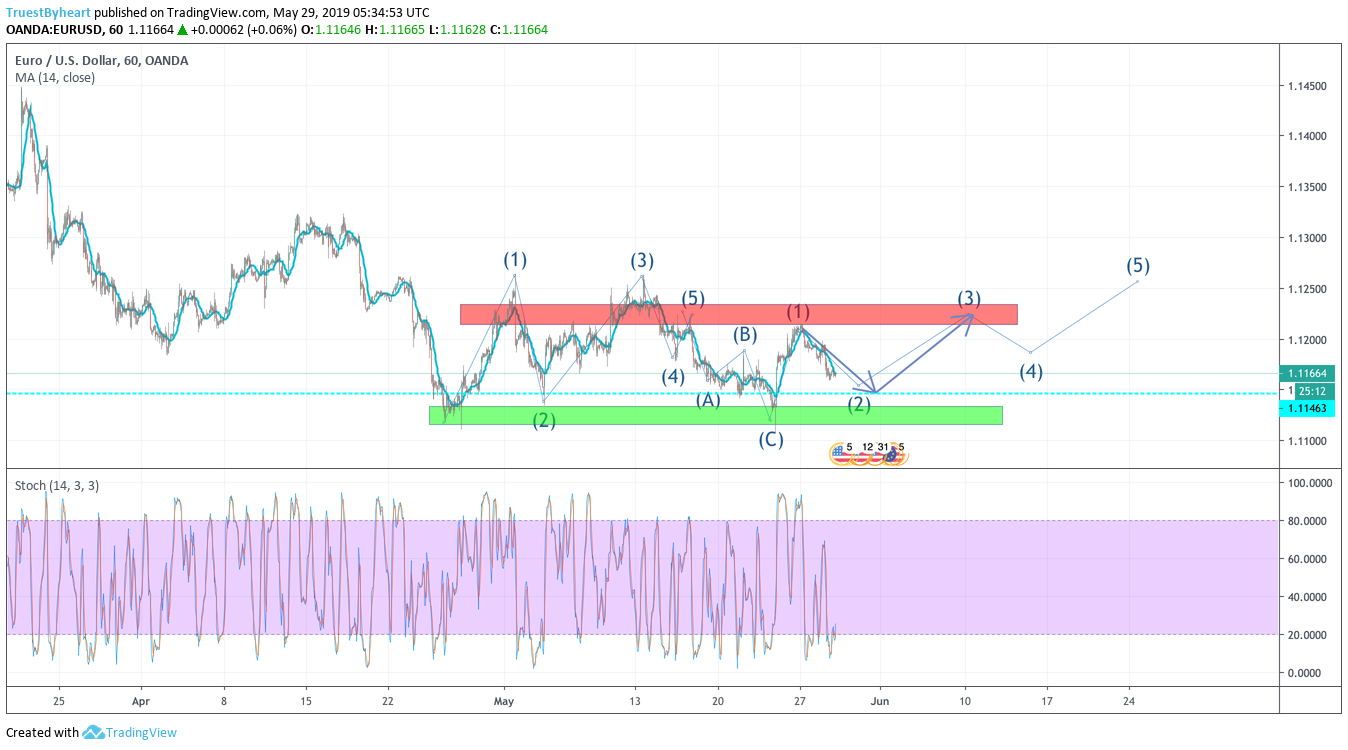 TruestByheart published on TradingView.com, May 29, 2019 05:34:53 UTC
OANDA:EURUSD, 60 1.11664 ▲ +0.00062 (+0.06%) O:1.11646 H:1.11665 L:1.11628 C:1.11664
Euro / U.S. Dollar, 60, OANDA
MA (14, close)
1.14500
1.14000
1.13500
1.13000
(1) (3) (5)
1.12500
(5) (1) (3)
(B)
1.12000
(4) (4)
1.11664
25:12
(A) (2)
1.11463
(2)
(C)
1.11000
5 12 31 5
Stoch (14, 3, 3)
100.0000
80.0000
60.0000
40.0000
20.0000
0.0000
25 Apr 8 15 22 May 13 20 27 Jun 10 17 24
Created with TradingView